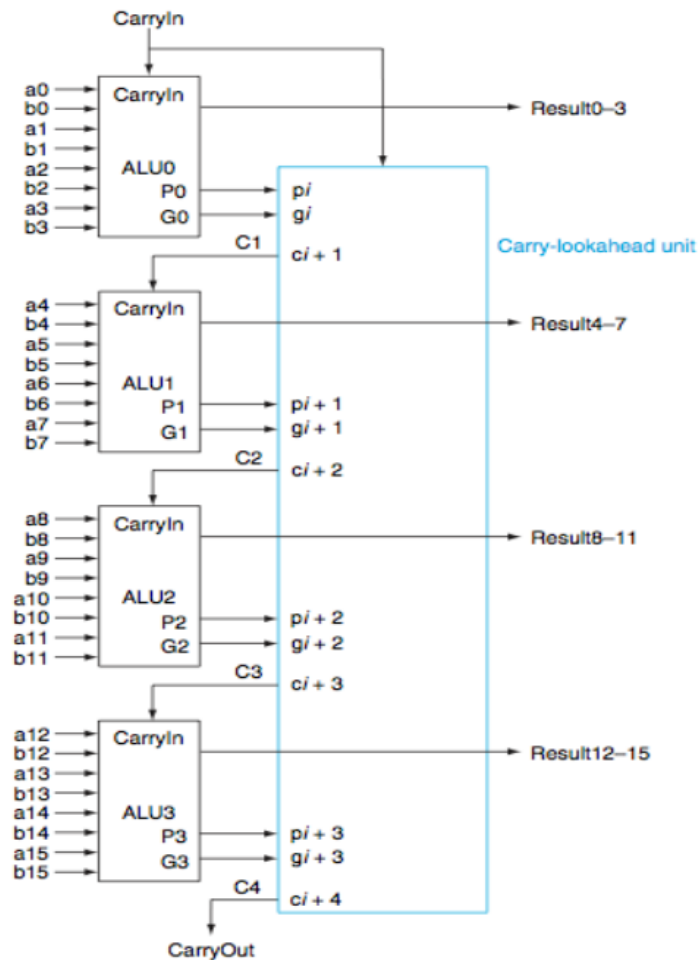 CarryIn
a0
b0
a1
b1
a2
b2
a3
b3
CarryIn
ALU0
P0
G0
Result0–3
pi
gi
C1
ci + 1
Carry-lookahead unit
a4
b4
a5
b5
a6
b6
a7
b7
CarryIn
ALU1
P1
G1
Result4–7
pi + 1
gi + 1
C2
ci + 2
a8
b8
a9
b9
a10
b10
a11
b11
CarryIn
ALU2
P2
G2
Result8–11
pi + 2
gi + 2
C3
ci + 3
a12
b12
a13
b13
a14
b14
a15
b15
CarryIn
ALU3
P3
G3
Result12–15
pi + 3
gi + 3
C4
ci + 4
CarryOut